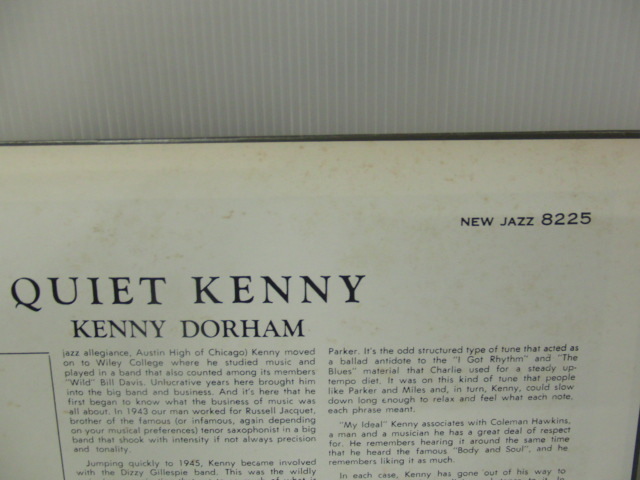 NEW JAZZ 8225
QUIET KENNY
KENNY DORHAM
jazz allegiance, Austin High of Chicago) Kenny moved
on to Wiley College where he studied music and
played in a band that also counted among its members
"Wild" Bill Davis. Unlucrative years here brought him
into the big band and business. And it's here that he
first began to know what the business of music was
all about. In 1943 our man worked for Russell Jacquet,
brother of the famous (or infamous, again depending
on your musical preferences) tenor saxophonist in a big
band that shook with intensity if not always precision
and tonality.
Jumping quickly to 1945, Kenny became involved
with the Dizzy Gillespie band. This was the wildly
Parker. It's the odd structured type of tune that acted as
a ballad antidote to the "I Got Rhythm" and "The
Blues" material that Charlie used for a steady up-
tempo diet. It was on this kind of tune that people
like Parker and Miles and, in turn, Kenny, could slow
down long enough to relax and feel what each note,
each phrase meant.
"My Ideal" Kenny associates with Coleman Hawkins,
a man and a musician he has a great deal of respect
for. He remembers hearing it around the same time
that he heard the famous "Body and Soul", and he
remembers liking it as much.
In each case, Kenny has gone out of his way to